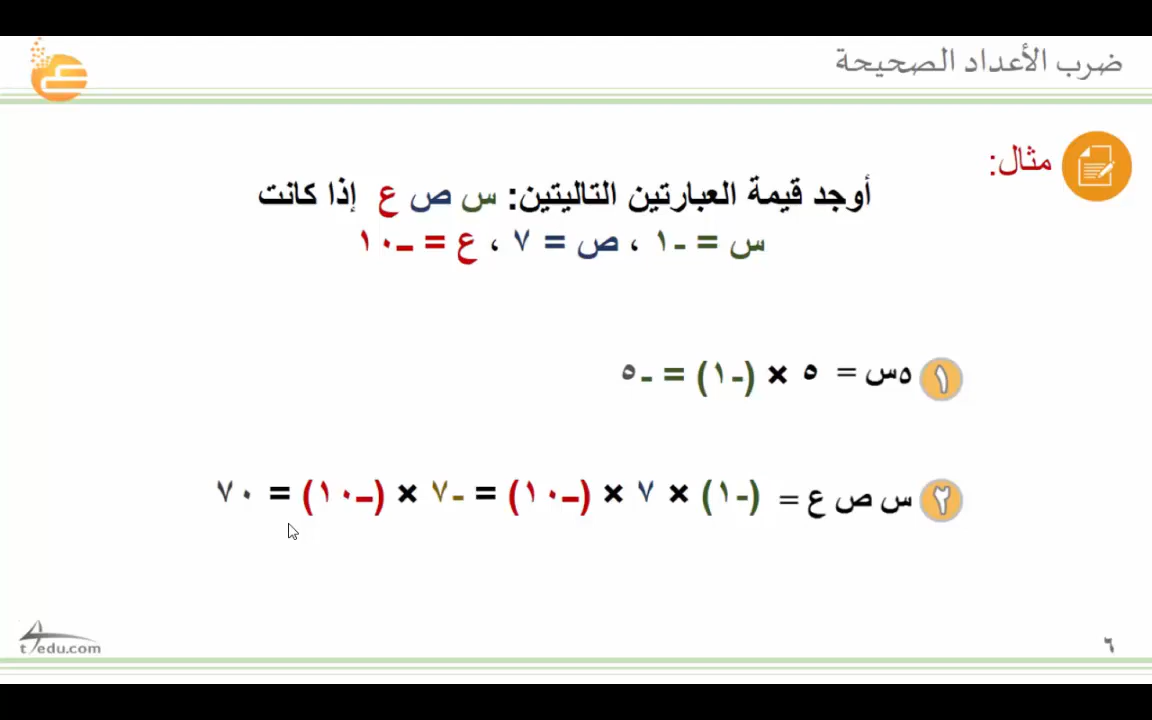 ضرب الأعداد الصحيحة
مثال:
أوجد قيمة العبارتين التاليتين: س ص ع إذا كانت
س = -١ ، ص = ٧ ، ع = -١٠
١ ٥س = ٥ × (-١) = -٥
٢ س ص ع = (-١) × ٧ × (-١٠) = -٧ × (-١٠) = ٧٠
t4edu.com
٦